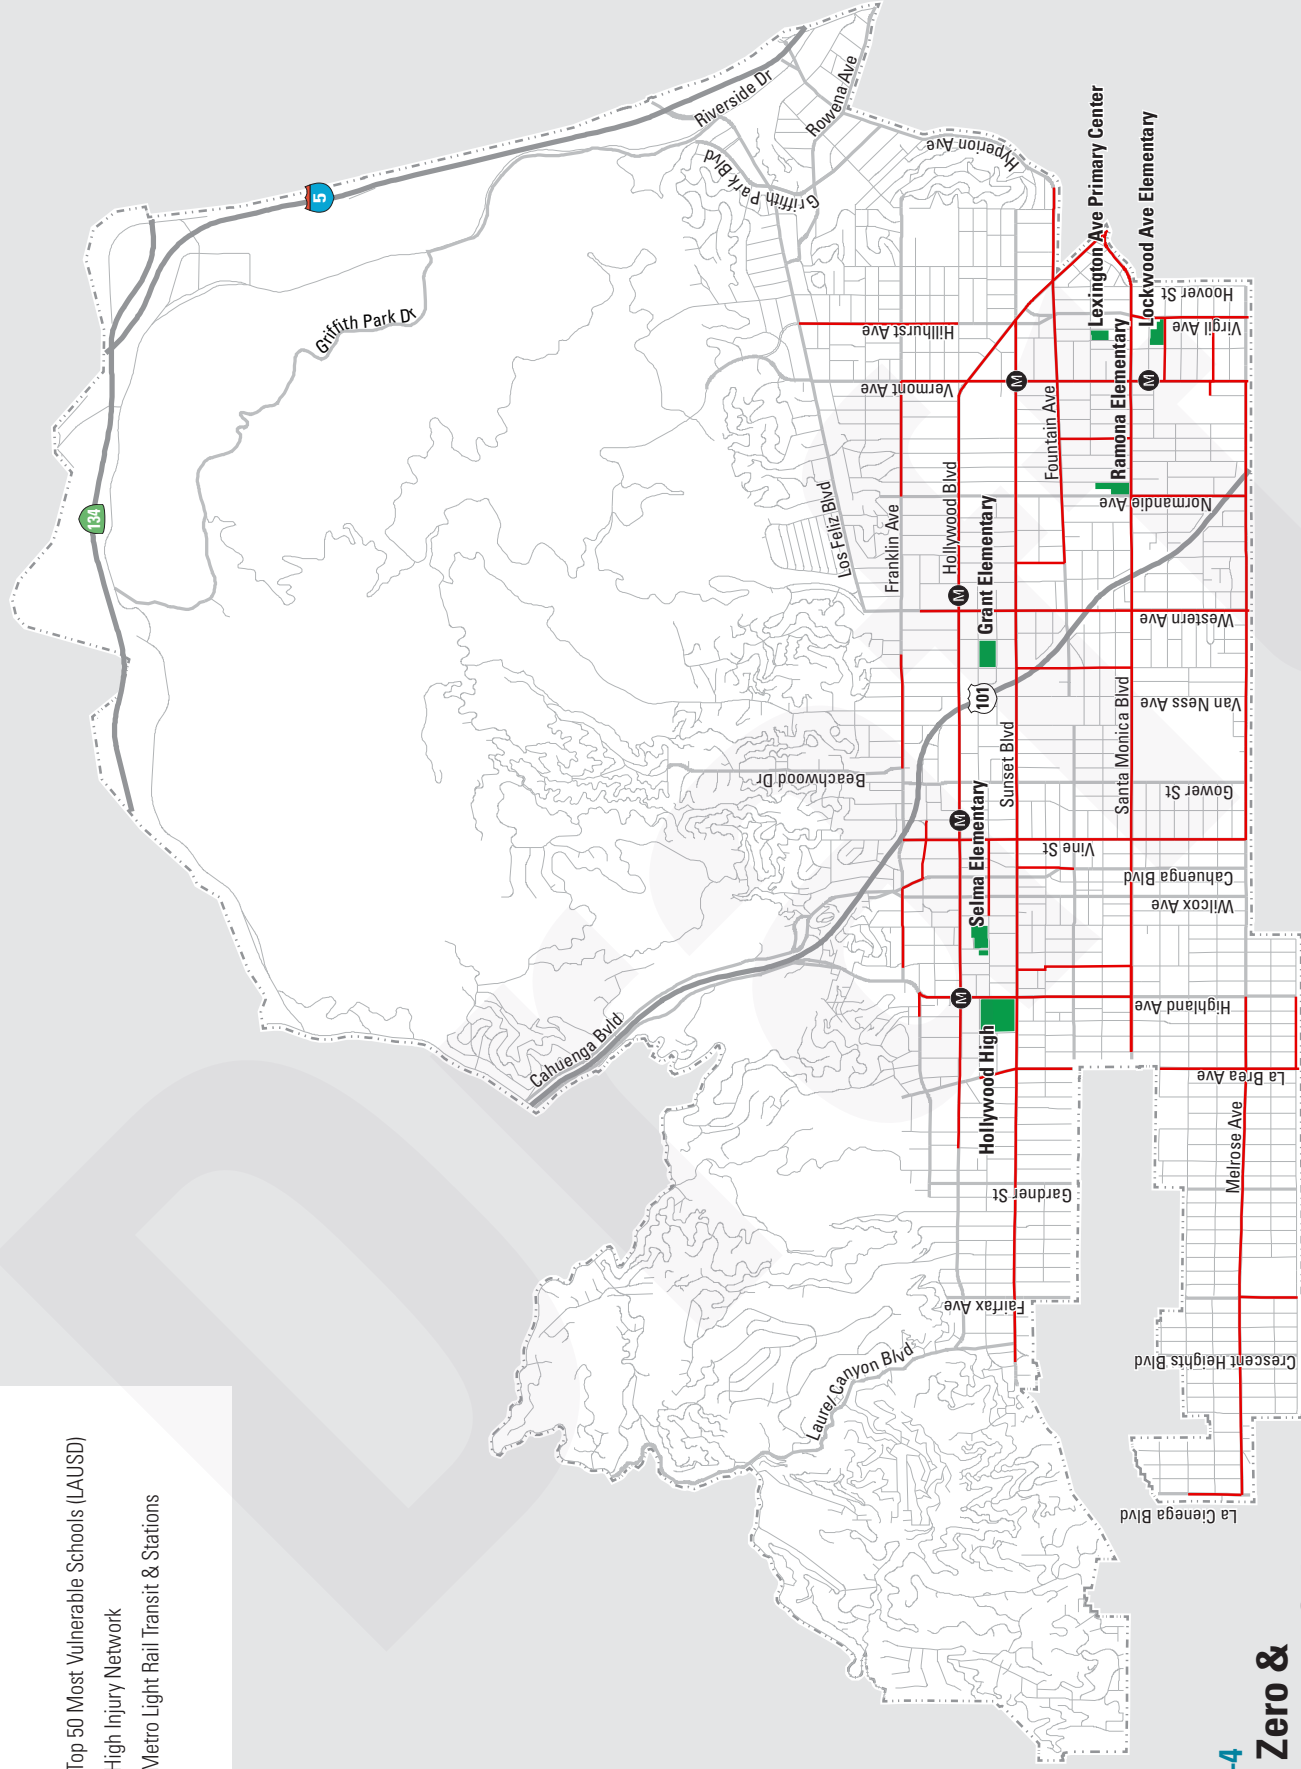 Top 50 Most Vulnerable Schools (LAUSD)
High Injury Network
Metro Light Rail Transit & Stations
-4
Zero &
134
5
Griffith Park Dr
Riverside Dr
Rowena Ave
Griffith Park Blvd
Hyperion Ave
Los Feliz Blvd
Hillhurst Ave
Vermont Ave
Franklin Ave
Hollywood Blvd
Fountain Ave
Lexington Ave Primary Center
Lockwood Ave Elementary
Ramona Elementary
Hoover St
Virgil Ave
Normandie Ave
Grant Elementary
Western Ave
101
Van Ness Ave
Sunset Blvd
Santa Monica Blvd
Beachwood Dr
Gower St
Selma Elementary
Vine St
Cahuenga Blvd
Wilcox Ave
Highland Ave
Hollywood High
Cahuenga Bvld
La Brea Ave
Melrose Ave
Gardner St
Fairfax Ave
Laurel Canyon Blvd
Crescent Heights Blvd
La Cienega Blvd
M
M
M
M
M